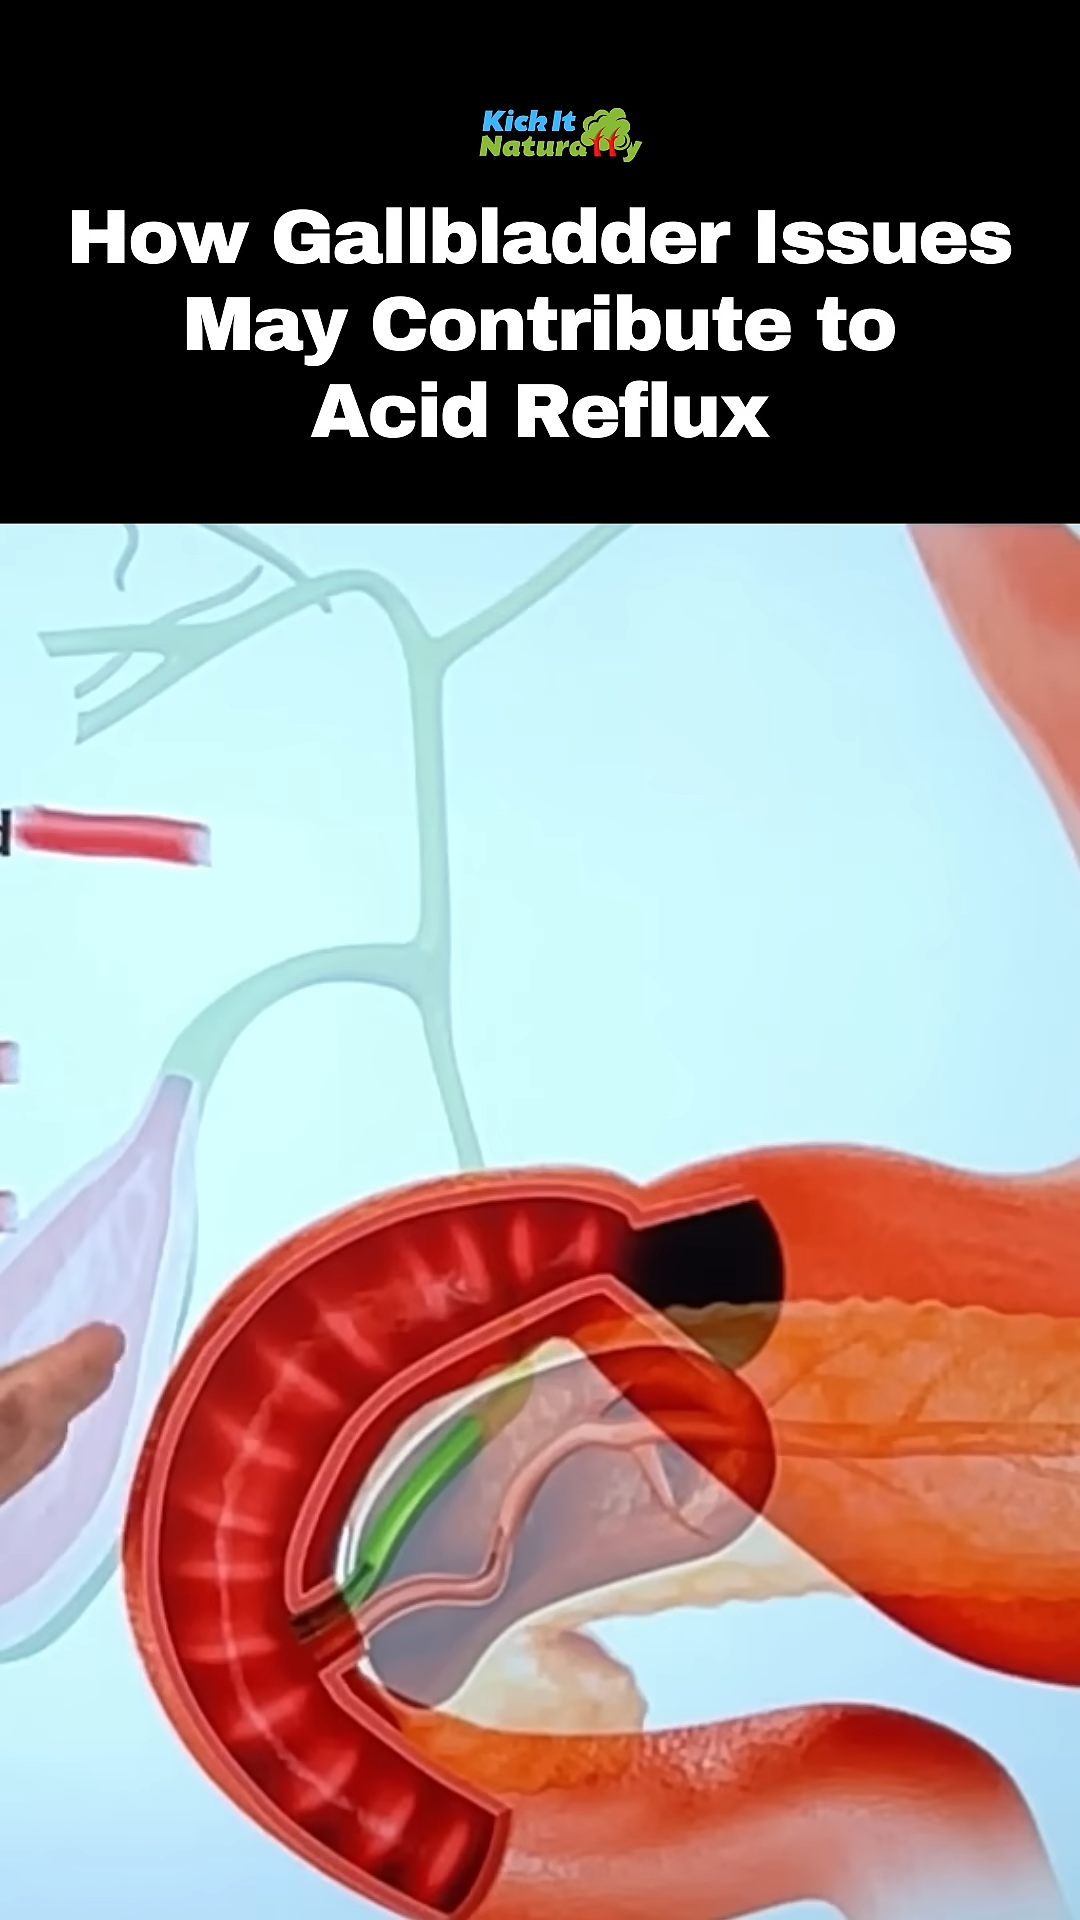 Kick It
Naturally
How Gallbladder Issues
May Contribute to
Acid Reflux